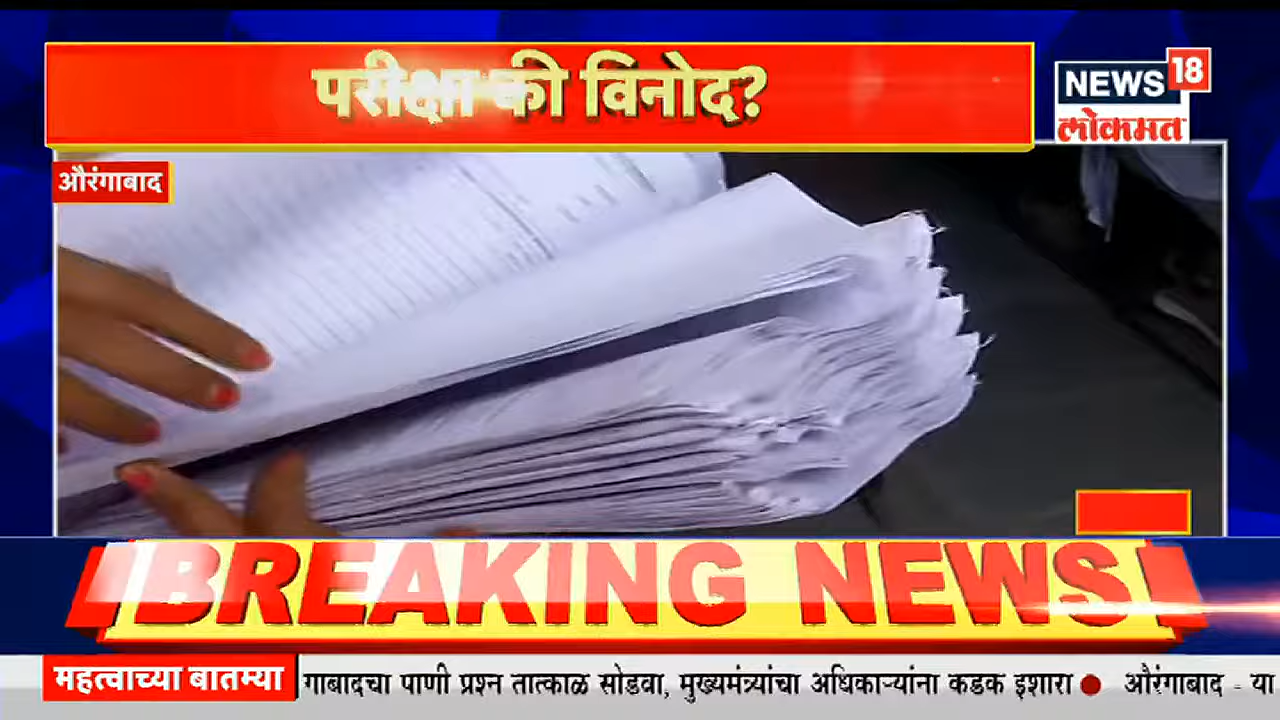 परीक्षा की विनोद?
NEWS 18
लोकमत
औरंगाबाद
BREAKING NEWS
महत्वाच्या बातम्या
गाबादचा पाणी प्रश्न तात्काळ सोडवा, मुख्यमंत्र्यांचा अधिकाऱ्यांना कडक इशारा ● औरंगाबाद - या